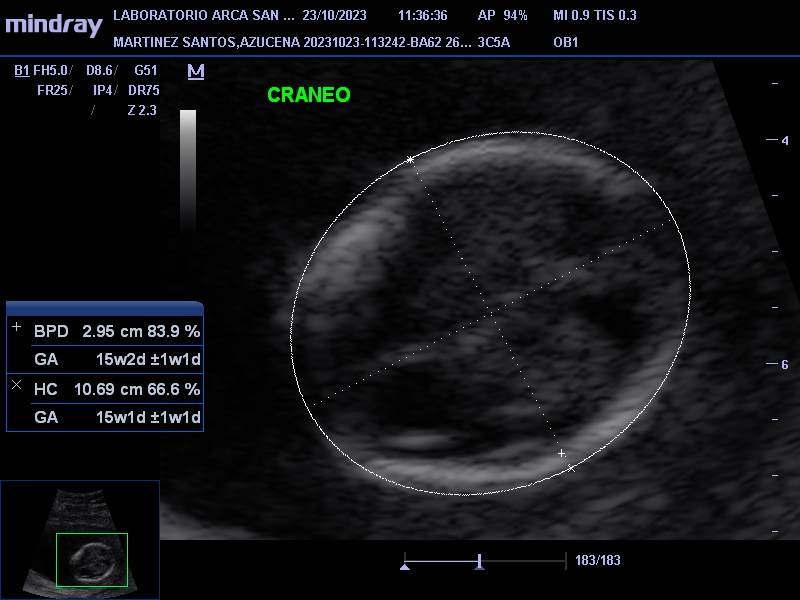 mindray
LABORATORIO ARCA SAN ... 23/10/2023 11:36:36 AP 94% MI 0.9 TIS 0.3
MARTINEZ SANTOS,AZUCENA 20231023-113242-BA62 26... 3C5A OB1
B1 FH5.0/ D8.6/ G51
FR25/ IP4/ DR75
/ Z 2.3
M
CRANEO
4
+ BPD 2.95 cm 83.9 %
GA 15w2d ±1w1d
6
× HC 10.69 cm 66.6 %
GA 15w1d ±1w1d
183/183